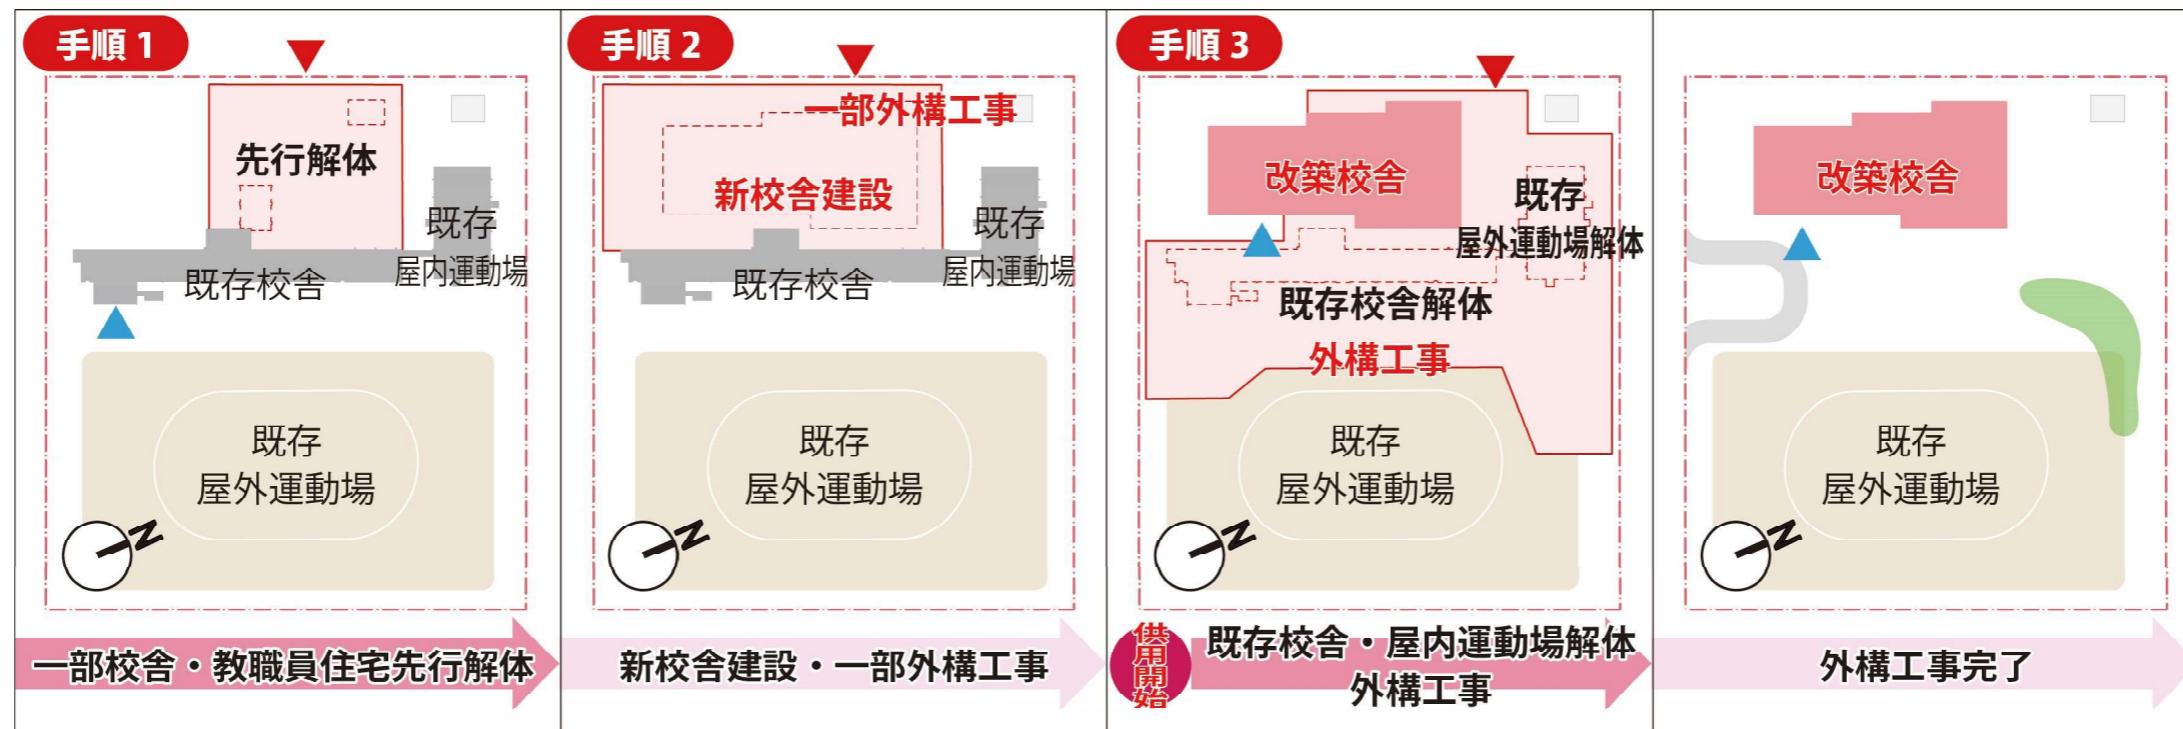 手順 1
先行解体
既存
屋内運動場
既存校舎
既存
屋外運動場
N
一部校舎・教職員住宅先行解体
手順 2
一部外構工事
新校舎建設
既存
屋内運動場
既存校舎
既存
屋外運動場
N
新校舎建設・一部外構工事
手順 3
改築校舎
既存
屋外運動場解体
既存校舎解体
外構工事
既存
屋外運動場
N
供用開始
既存校舎・屋内運動場解体
外構工事
改築校舎
既存
屋外運動場
N
外構工事完了